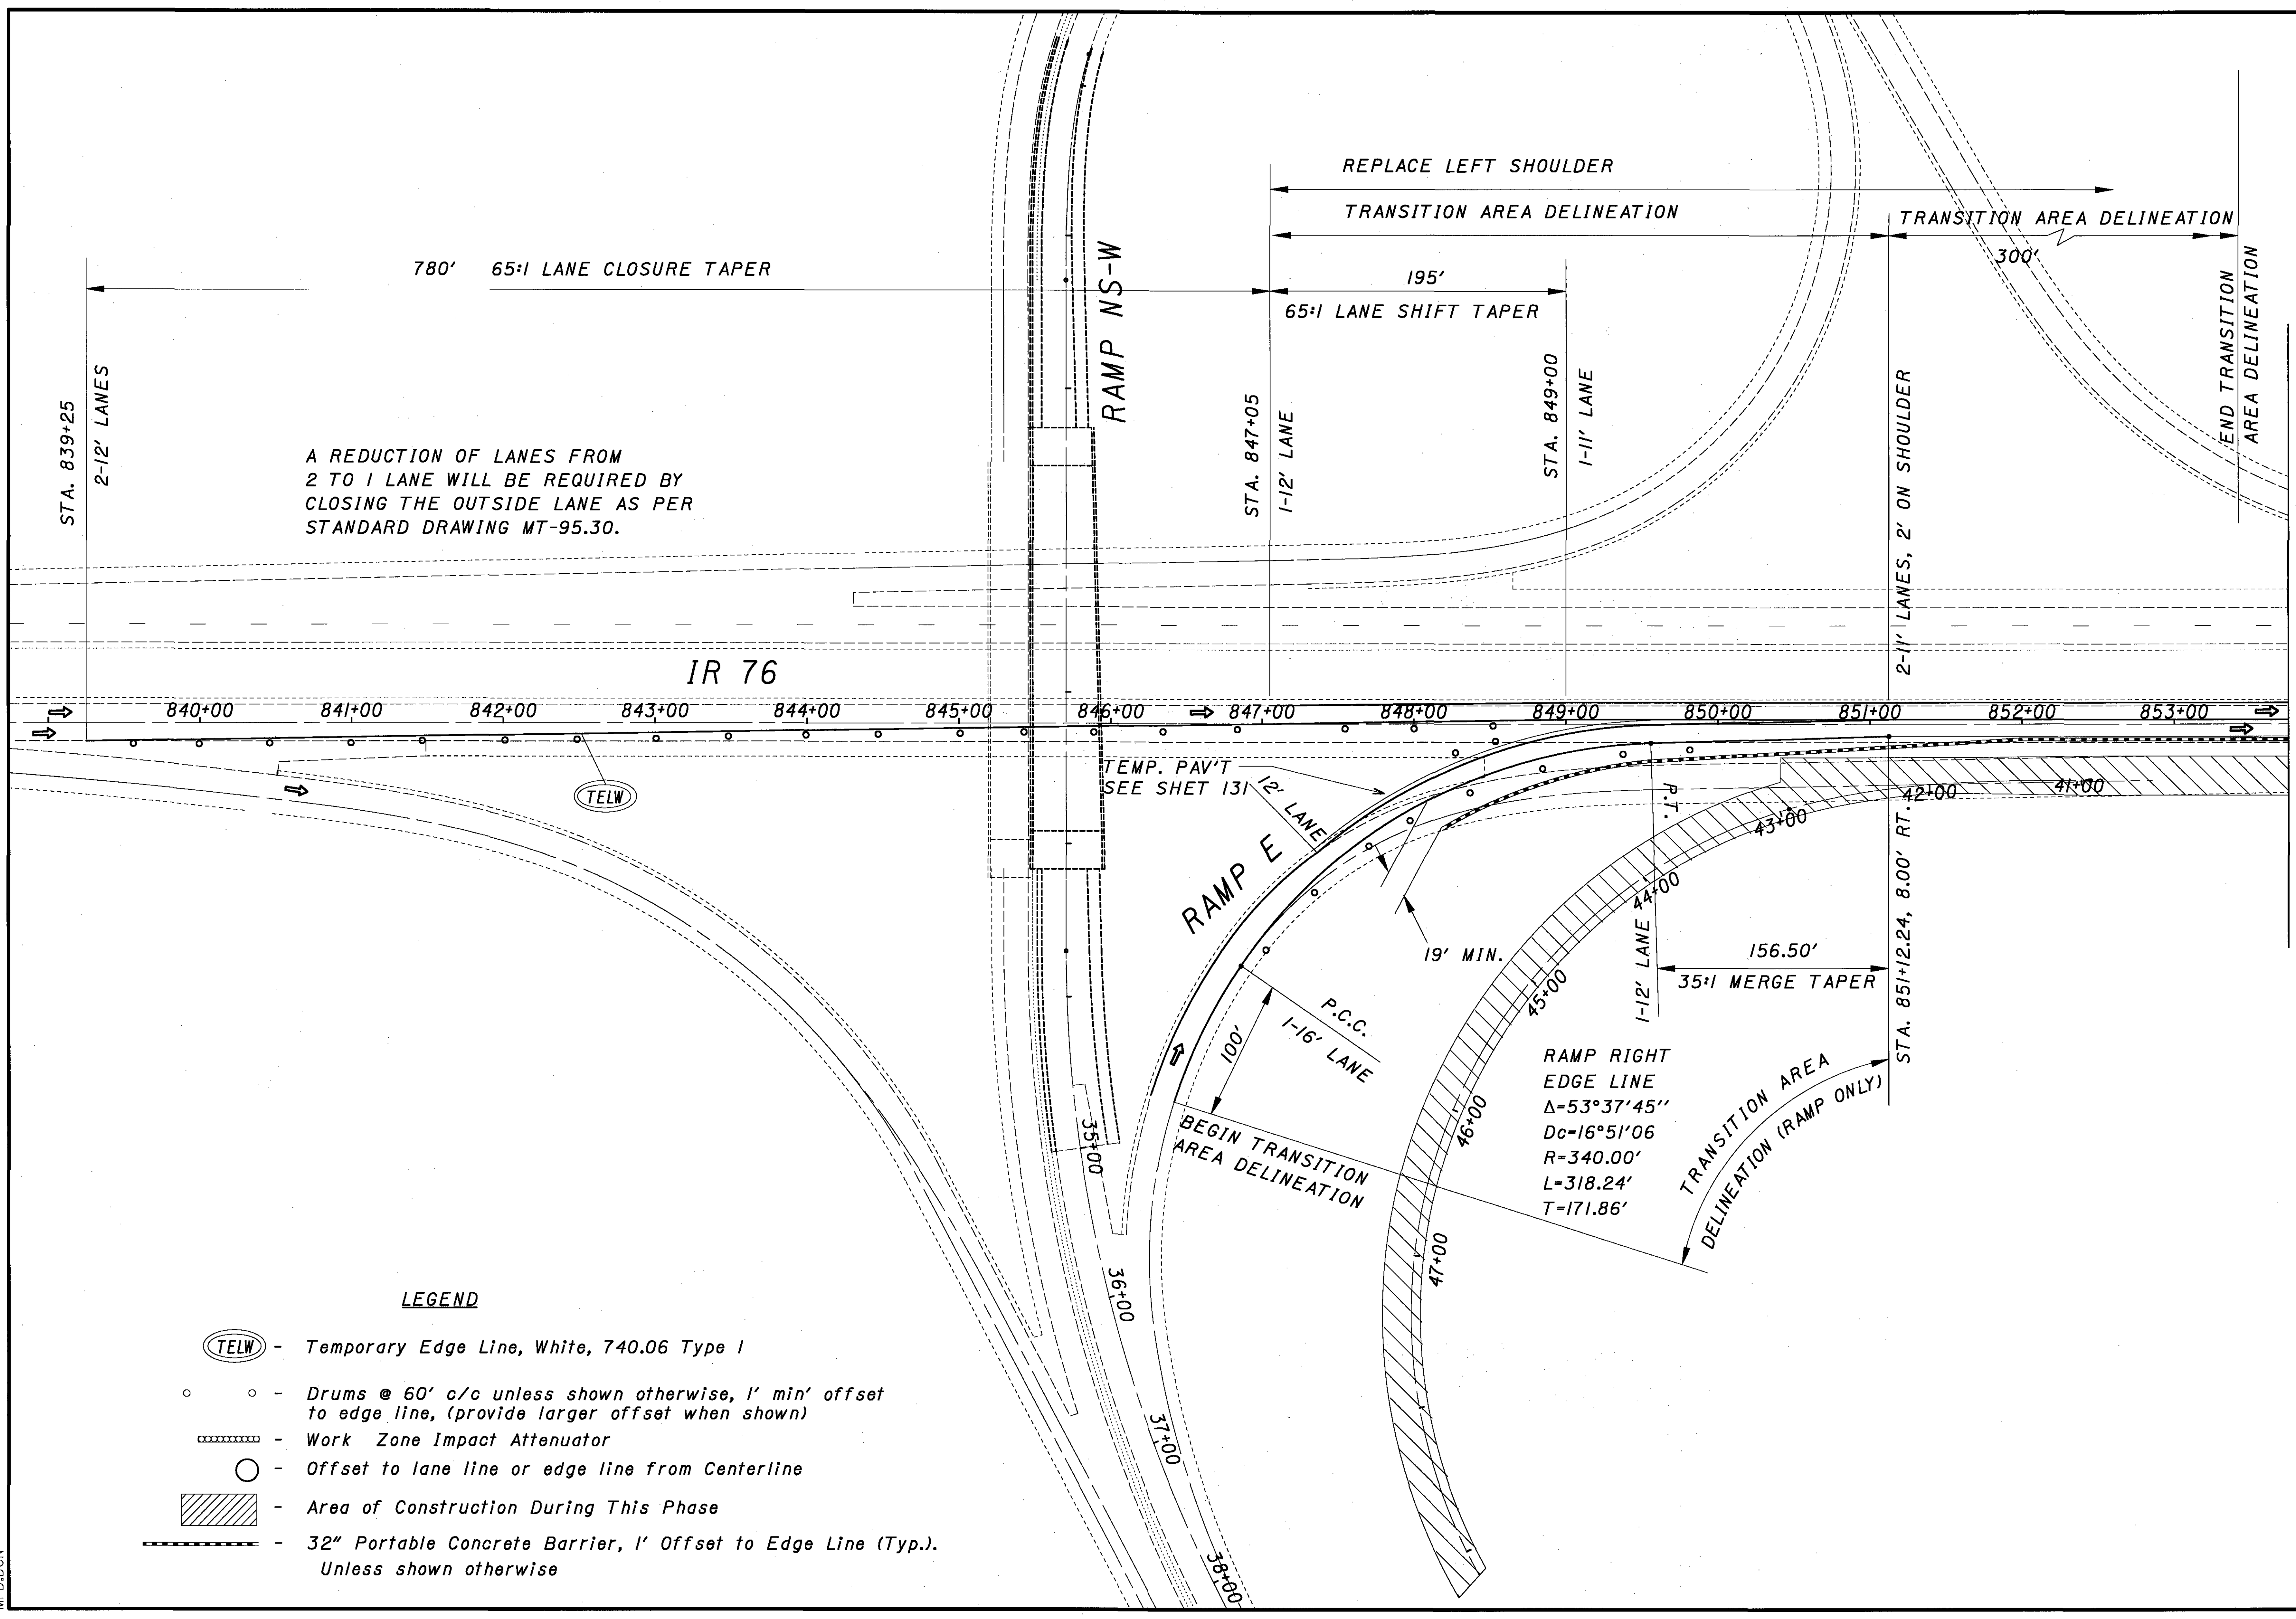 REPLACE LEFT SHOULDER
TRANSITION AREA DELINEATION
TRANSITION AREA DELINEATION
300'
780' 65:1 LANE CLOSURE TAPER
195'
65:1 LANE SHIFT TAPER
RAMP NS-W
END TRANSITION
AREA DELINEATION
STA. 839+25
2-12' LANES
STA. 847+05
1-12' LANE
STA. 849+00
1-11' LANE
2-11' LANES, 2' ON SHOULDER
A REDUCTION OF LANES FROM
2 TO 1 LANE WILL BE REQUIRED BY
CLOSING THE OUTSIDE LANE AS PER
STANDARD DRAWING MT-95.30.
IR 76
840+00
841+00
842+00
843+00
844+00
845+00
846+00
847+00
848+00
849+00
850+00
851+00
852+00
853+00
TELW
TEMP. PAV'T
SEE SHET 131
12' LANE
RAMP E
P.T.
41+00
42+00
43+00
44+00
45+00
46+00
47+00
19' MIN.
1-12' LANE
156.50'
35:1 MERGE TAPER
STA. 851+12.24, 8.00' RT.
P.C.C.
1-16' LANE
100'
BEGIN TRANSITION
AREA DELINEATION
RAMP RIGHT
EDGE LINE
Δ=53°37'45''
Dc=16°51'06
R=340.00'
L=318.24'
T=171.86'
TRANSITION AREA
DELINEATION (RAMP ONLY)
35+00
36+00
37+00
38+00
LEGEND
TELW - Temporary Edge Line, White, 740.06 Type 1
- Drums @ 60' c/c unless shown otherwise, 1' min' offset
to edge line, (provide larger offset when shown)
- Work Zone Impact Attenuator
- Offset to lane line or edge line from Centerline
- Area of Construction During This Phase
- 32" Portable Concrete Barrier, 1' Offset to Edge Line (Typ.).
Unless shown otherwise